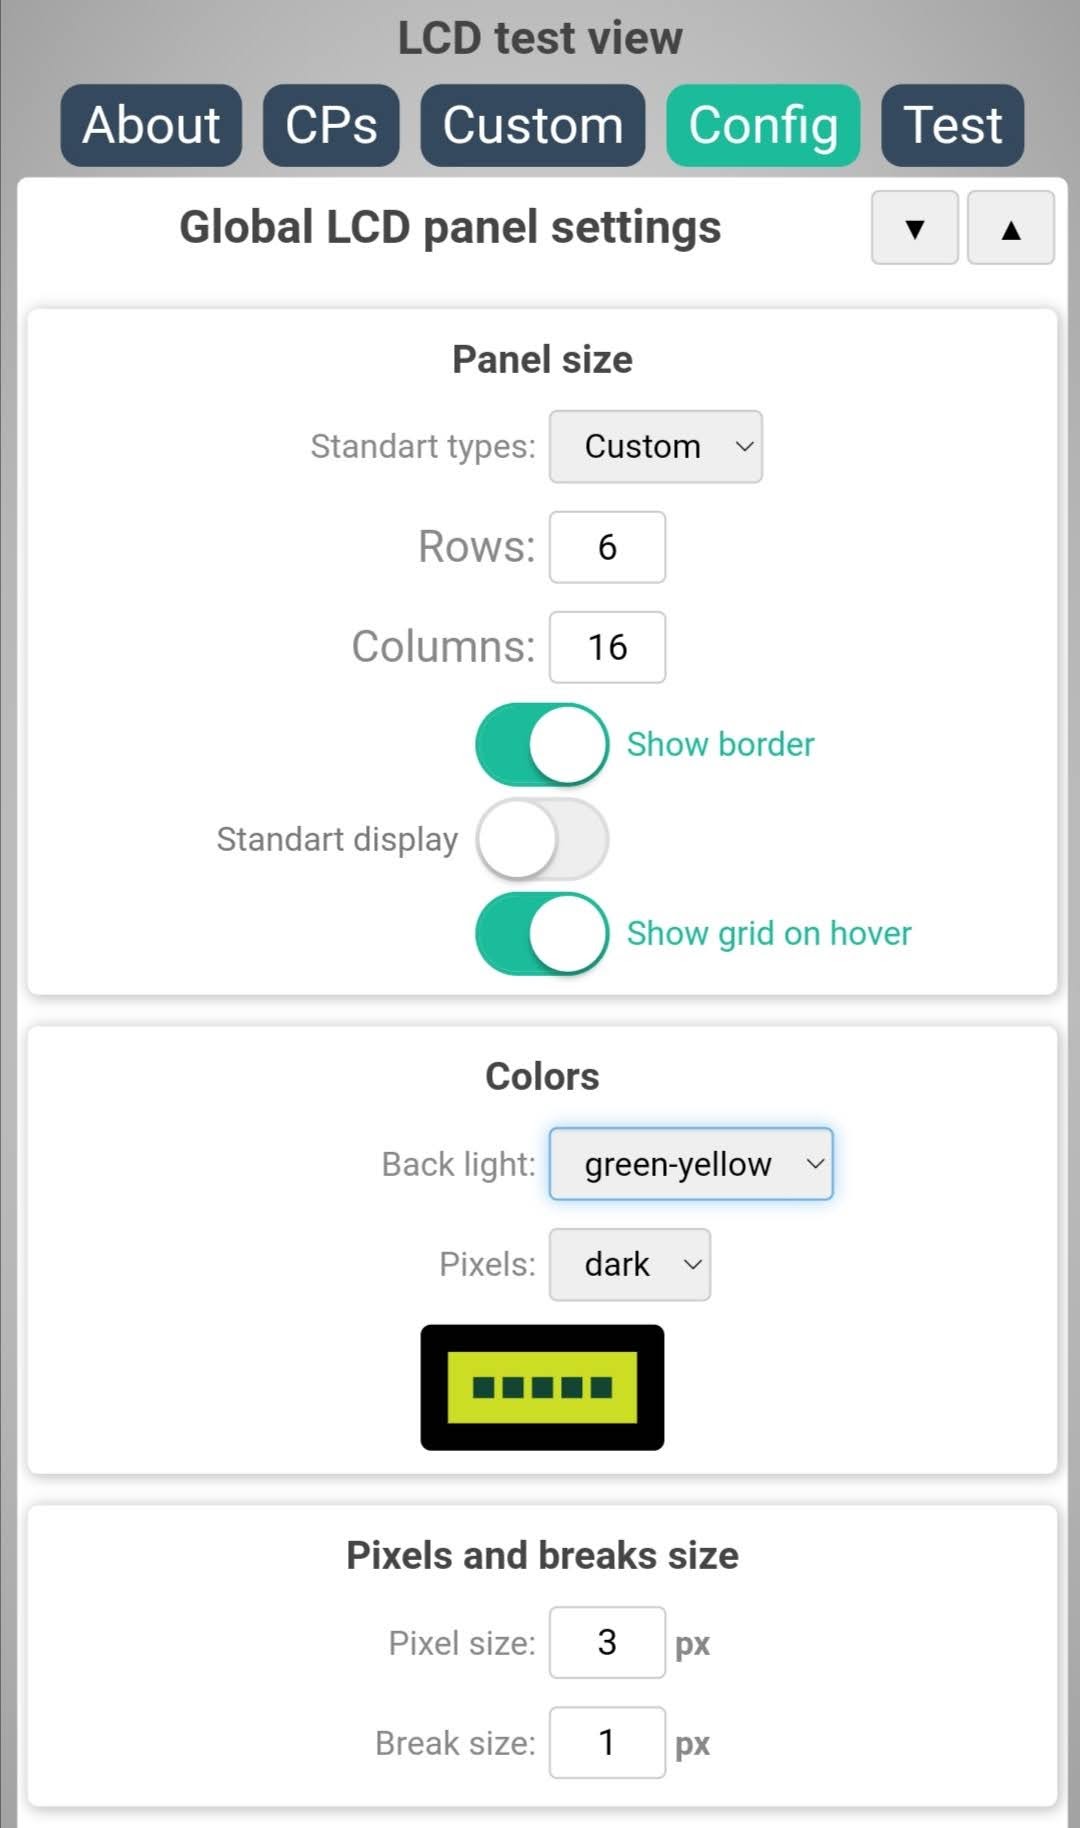 LCD test view
About CPs Custom Config Test
Global LCD panel settings ▼ ▲
Panel size
Standart types: Custom
Rows: 6
Columns: 16
Show border
Standart display
Show grid on hover
Colors
Back light: green-yellow
Pixels: dark
Pixels and breaks size
Pixel size: 3 px
Break size: 1 px